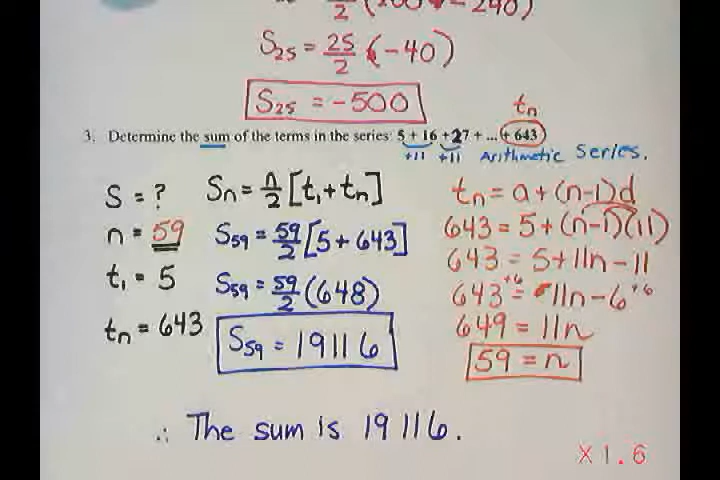 S25 = 25/2 (-40)
S25 = -500
tn
3. Determine the sum of the terms in the series: 5 + 16 + 27 + ... + 643
+11 +11 Arithmetic Series.
S = ?
n = 59
t1 = 5
tn = 643
Sn = n/2 [t1 + tn]
S59 = 59/2 [5 + 643]
S59 = 59/2 (648)
S59 = 19116
tn = a + (n-1)d
643 = 5 + (n-1)(11)
643 = 5 + 11n - 11
643 +6 = 11n - 6 +6
649 = 11n
59 = n
∴ The sum is 19116.
X1.6